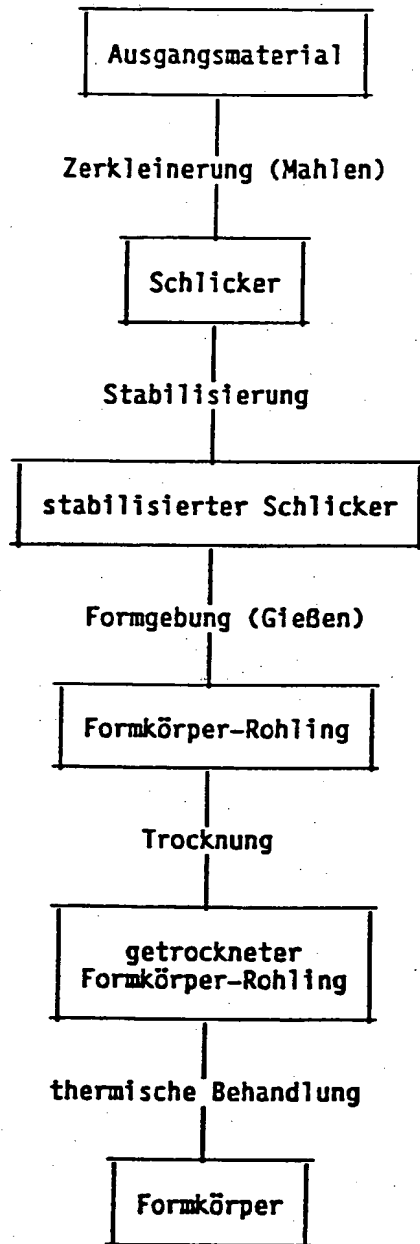 Ausgangsmaterial
Zerkleinerung (Mahlen)
Schlicker
Stabilisierung
stabilisierter Schlicker
Formgebung (Gießen)
Formkörper-Rohling
Trocknung
getrockneter
Formkörper-Rohling
thermische Behandlung
Formkörper